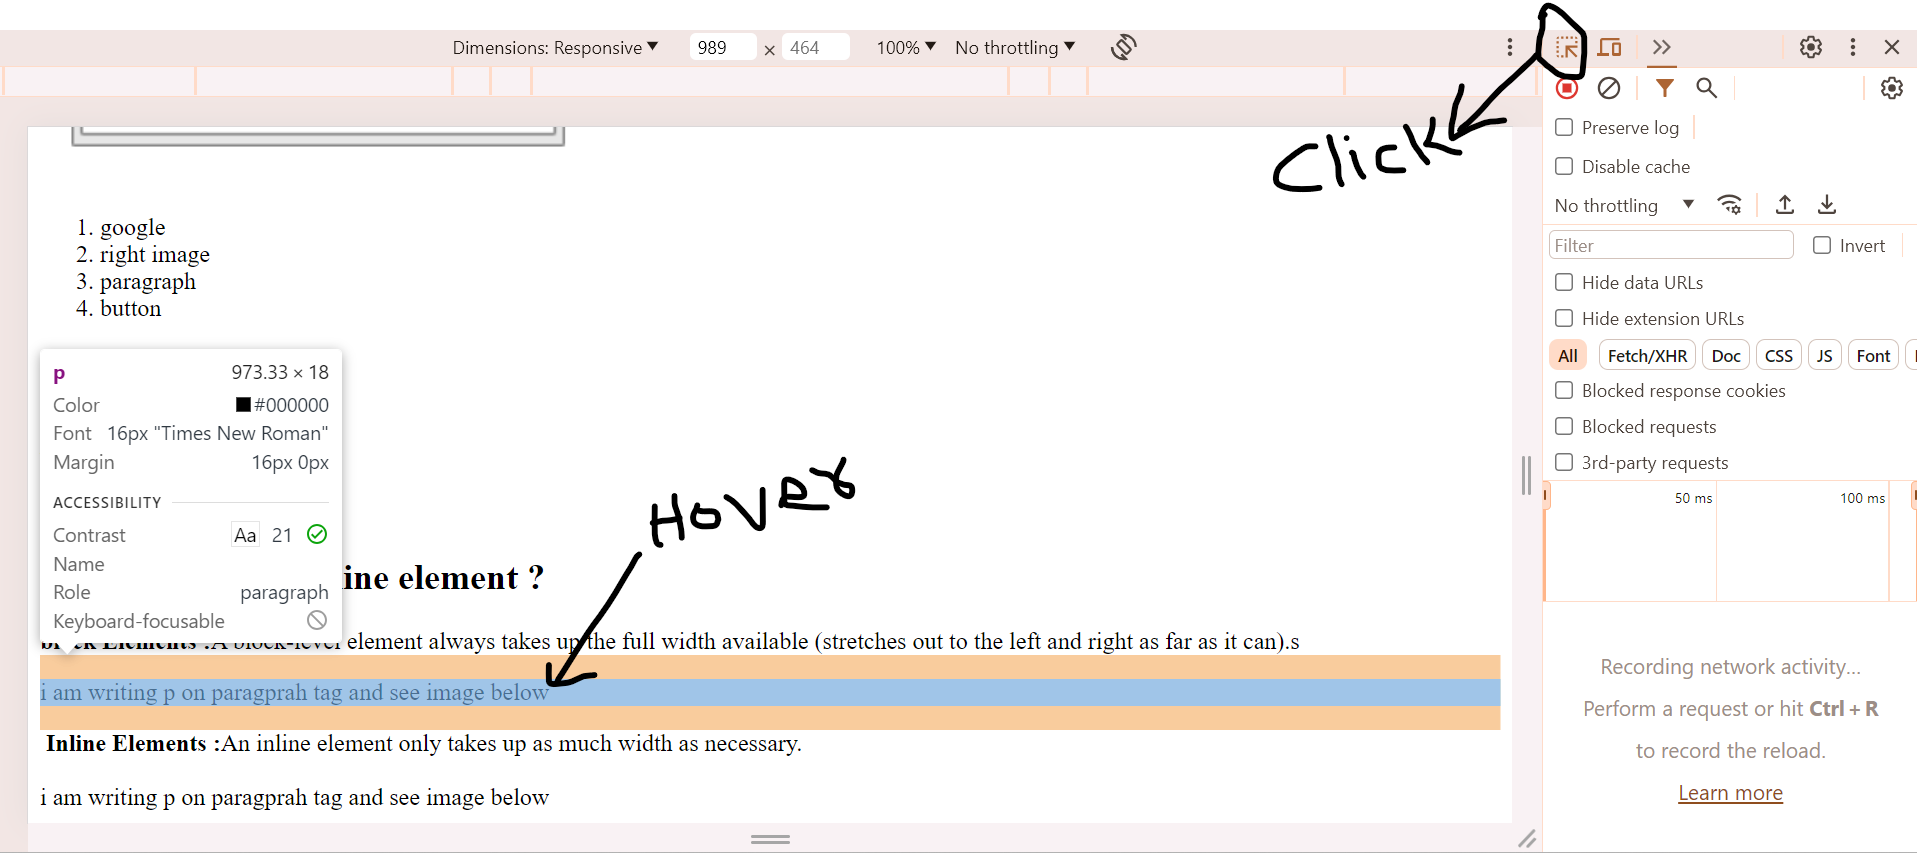 Dimensions: Responsive 989 × 464 100% No throttling
Click
Preserve log
Disable cache
No throttling
Filter Invert
Hide data URLs
Hide extension URLs
All Fetch/XHR Doc CSS JS Font
Blocked response cookies
Blocked requests
3rd-party requests
50 ms 100 ms
Recording network activity...
Perform a request or hit Ctrl + R
to record the reload.
Learn more
1. google
2. right image
3. paragraph
4. button
p 973.33 × 18
Color #000000
Font 16px "Times New Roman"
Margin 16px 0px
ACCESSIBILITY
Contrast Aa 21
Name
Role paragraph
Keyboard-focusable
Hover
ine element ?
block Elements :A block-level element always takes up the full width available (stretches out to the left and right as far as it can).s
i am writing p on paragprah tag and see image below
Inline Elements :An inline element only takes up as much width as necessary.
i am writing p on paragprah tag and see image below